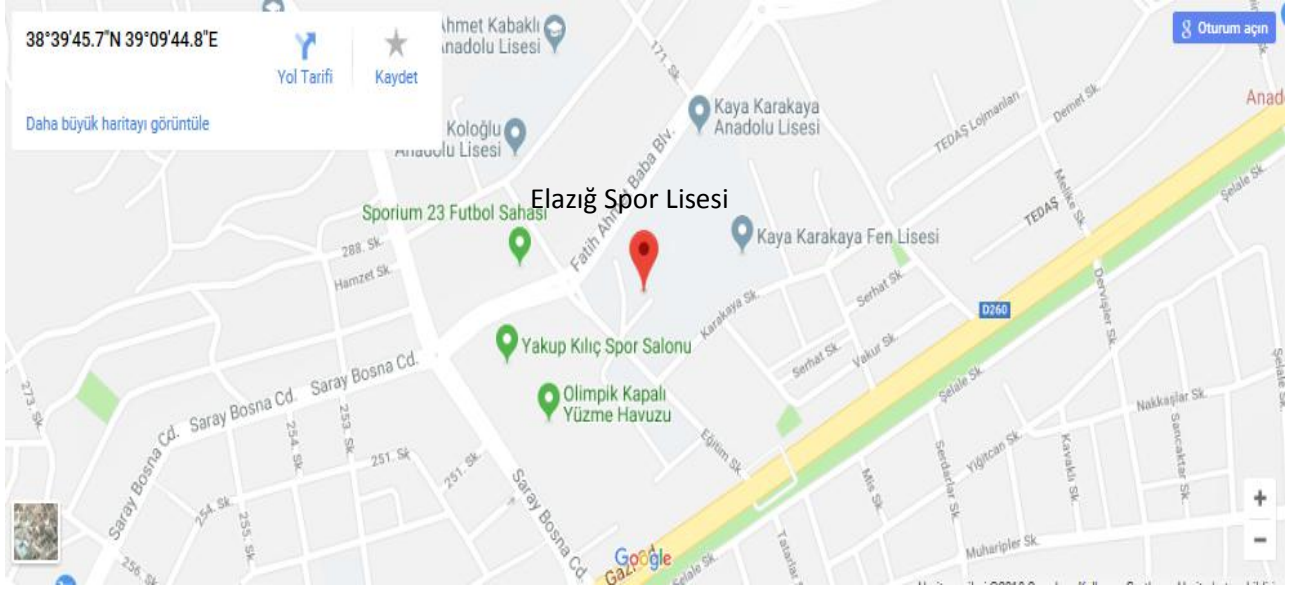 38°39'45.7"N 39°09'44.8"E
Yol Tarifi
Kaydet
Daha büyük haritayı görüntüle
Oturum açın
Ahmet Kabaklı
Anadolu Lisesi
171. Sk.
Kaya Karakaya
Anadolu Lisesi
Koloğlu
Anadolu Lisesi
TEDAŞ Lojmanları
Demet Sk.
Elazığ Spor Lisesi
Fatih Ahmet Baba Blv.
Sporium 23 Futbol Sahası
Kaya Karakaya Fen Lisesi
TEDAŞ
Melike Sk.
Şelale Sk.
288. Sk.
Hamzet Sk.
Karakaya Sk.
Serhat Sk.
Dervişler Sk.
D260
Yakup Kılıç Spor Salonu
Serhat Sk.
Vakur Sk.
Olimpik Kapalı
Yüzme Havuzu
Şelale Sk.
Şelale Sk.
273. Sk.
Saray Bosna Cd.
Saray Bosna Cd.
Saray Bosna Cd.
253. Sk.
254. Sk.
251. Sk.
251. Sk.
Eğitim Sk.
Nakkaşlar Sk.
Sancaktar Sk.
Yiğitcan Sk.
Kavaklı Sk.
Serdarlar Sk.
Mis Sk.
Saray Bosna Cd.
254. Sk.
255. Sk.
256. Sk.
Tatarlar
Muharipler Sk.
Google
Şelale Sk.
+
−